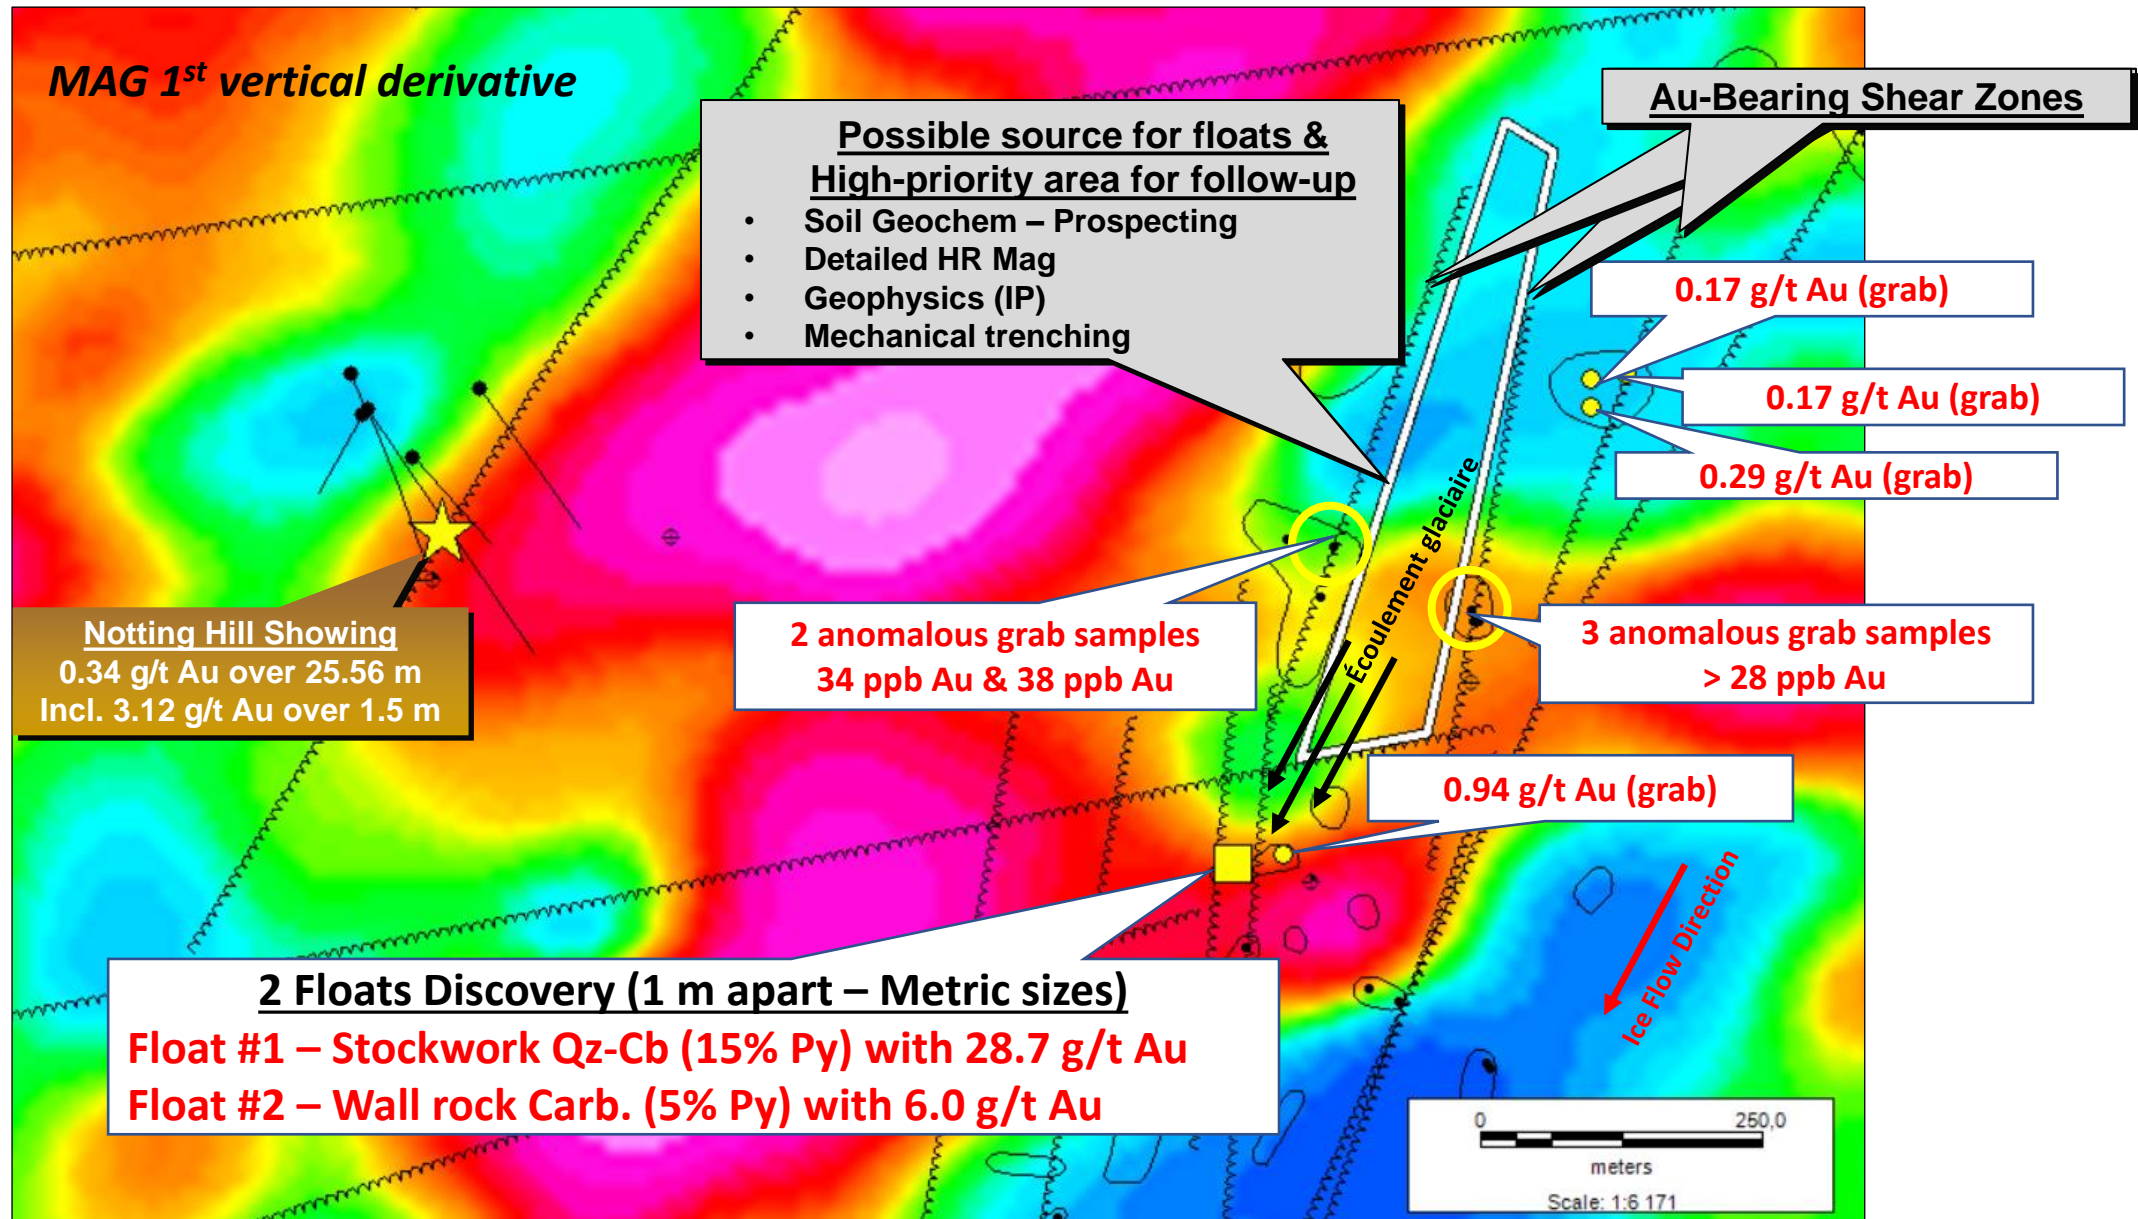 MAG 1st vertical derivative
Possible source for floats &
High-priority area for follow-up
• Soil Geochem – Prospecting
• Detailed HR Mag
• Geophysics (IP)
• Mechanical trenching
Au-Bearing Shear Zones
0.17 g/t Au (grab)
0.17 g/t Au (grab)
0.29 g/t Au (grab)
Écoulement glaciaire
Notting Hill Showing
0.34 g/t Au over 25.56 m
Incl. 3.12 g/t Au over 1.5 m
2 anomalous grab samples
34 ppb Au & 38 ppb Au
3 anomalous grab samples
> 28 ppb Au
0.94 g/t Au (grab)
Ice Flow Direction
2 Floats Discovery (1 m apart – Metric sizes)
Float #1 – Stockwork Qz-Cb (15% Py) with 28.7 g/t Au
Float #2 – Wall rock Carb. (5% Py) with 6.0 g/t Au
0 250,0
meters
Scale: 1:6 171